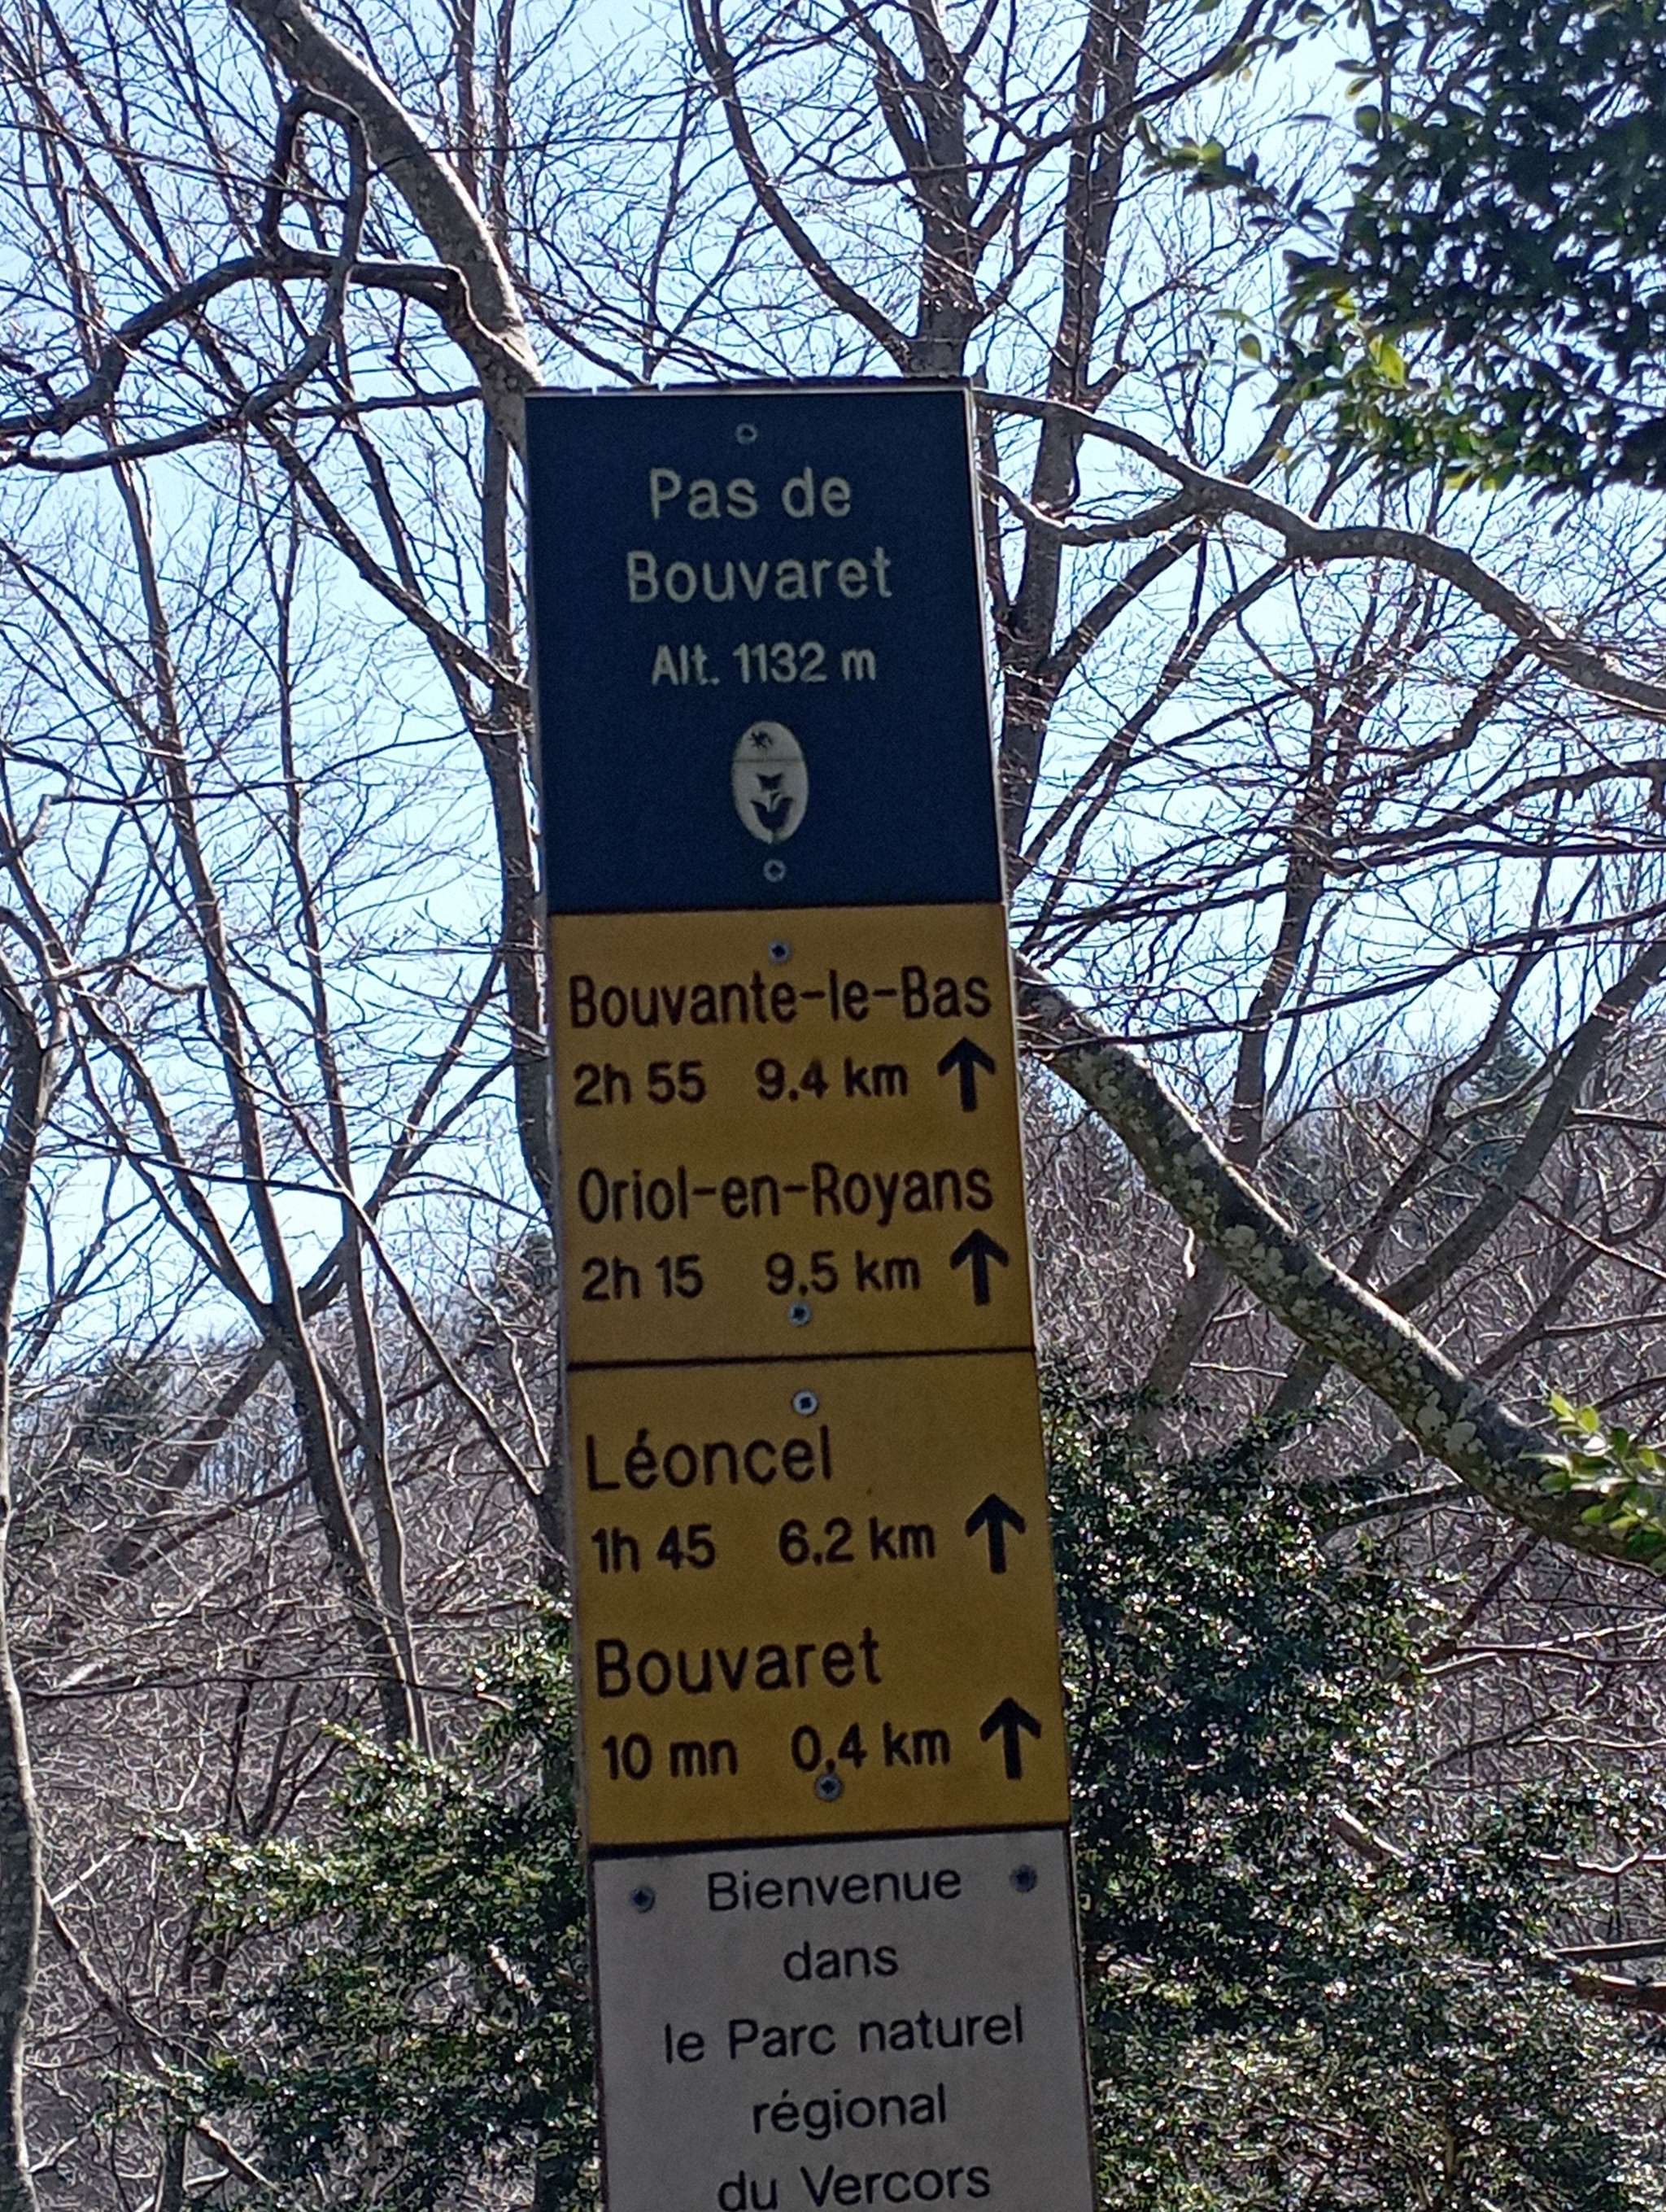 Pas de
Bouvaret
Alt. 1132 m
Bouvante-le-Bas
2h 55 9.4 km ↑
Oriol-en-Royans
2h 15 9.5 km ↑
Léoncel
1h 45 6.2 km ↑
Bouvaret
10 mn 0.4 km ↑
Bienvenue
dans
le Parc naturel
régional
du Vercors